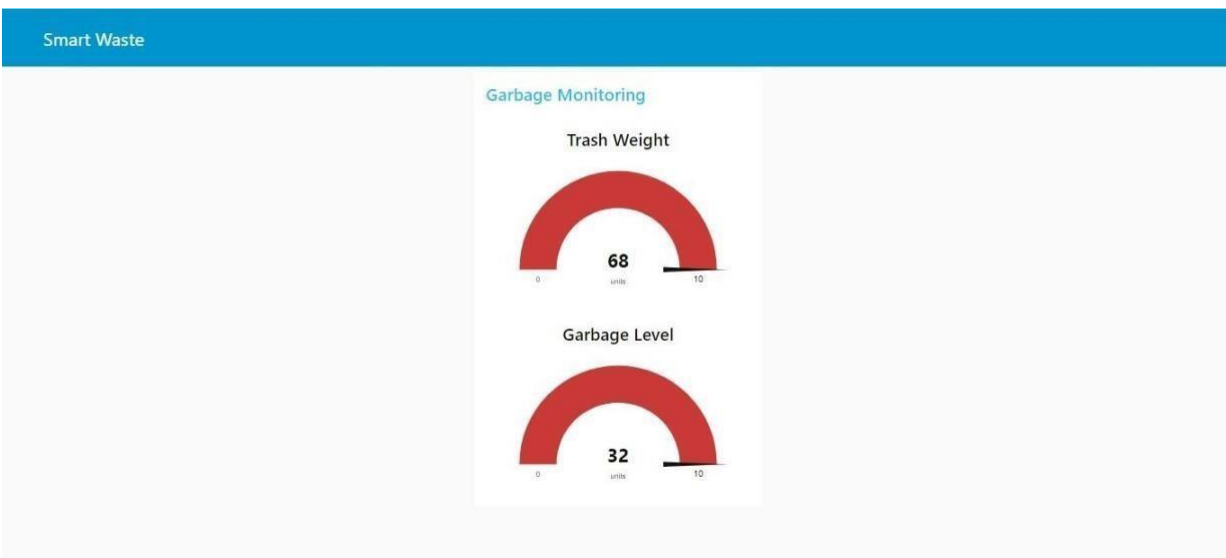 Smart Waste
Garbage Monitoring
Trash Weight
68
units
0
10
Garbage Level
32
units
0
10